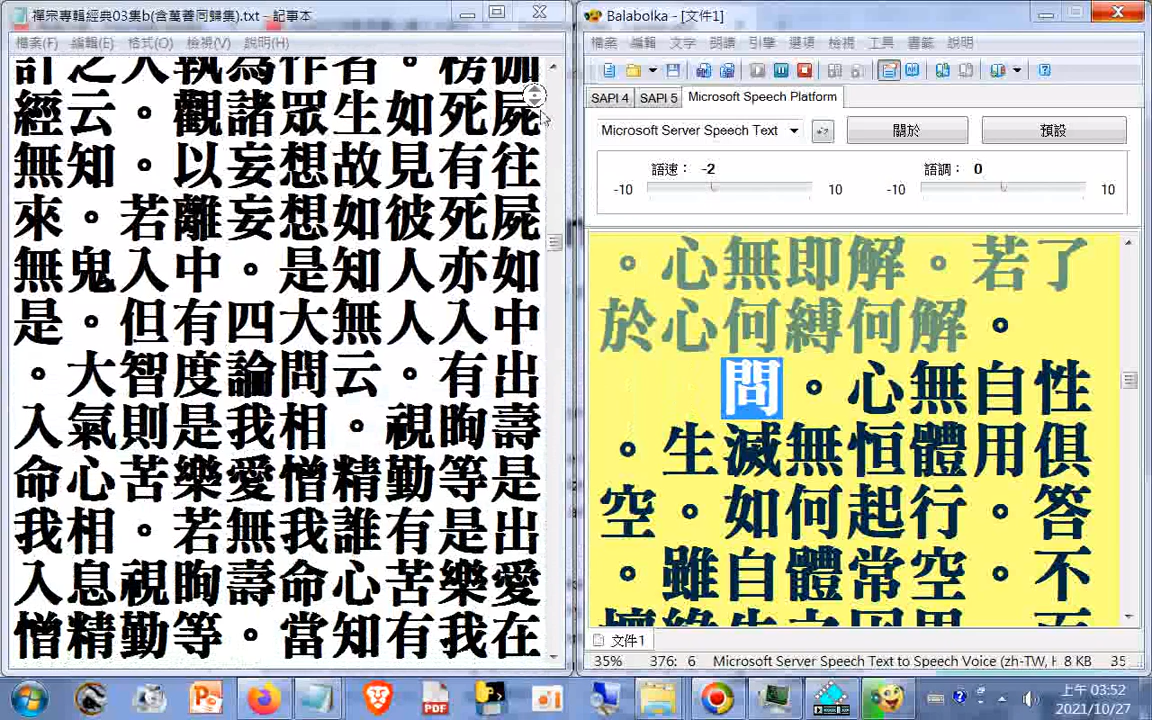 禪宗專輯經典03集b(含萬善同歸集).txt - 記事本
檔案(F) 編輯(E) 格式(O) 檢視(V) 說明(H)
計之人執為作者。楞伽
經云。觀諸眾生如死屍
無知。以妄想故見有往
來。若離妄想如彼死屍
無鬼入中。是知人亦如
是。但有四大無人入中
。大智度論問云。有出
入氣則是我相。視眴壽
命心苦樂愛憎精勤等是
我相。若無我誰有是出
入息視眴壽命心苦樂愛
憎精勤等。當知有我在
Balabolka - [文件1]
檔案 編輯 文字 朗讀 引擎 選項 檢視 工具 書籤 說明
SAPI 4 SAPI 5 Microsoft Speech Platform
Microsoft Server Speech Text 關於 預設
語速： -2 語調： 0
-10 10 -10 10
。心無即解。若了
於心何縛何解。
問。心無自性
。生滅無恒體用俱
空。如何起行。答
。雖自體常空。不
文件1
35% 376: 6 Microsoft Server Speech Text to Speech Voice (zh-TW, H 8 KB 35
PDF
上午 03:52
2021/10/27